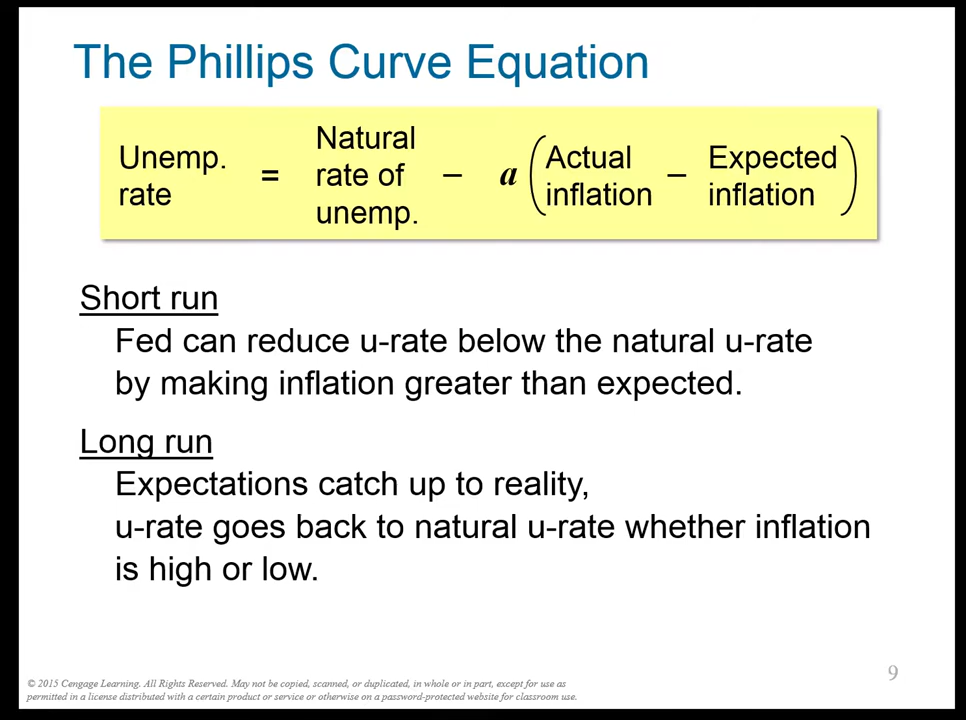 The Phillips Curve Equation
Unemp. rate = Natural rate of unemp. – a (Actual inflation – Expected inflation)
Short run
Fed can reduce u-rate below the natural u-rate
by making inflation greater than expected.
Long run
Expectations catch up to reality,
u-rate goes back to natural u-rate whether inflation
is high or low.
9
© 2015 Cengage Learning. All Rights Reserved. May not be copied, scanned, or duplicated, in whole or in part, except for use as
permitted in a license distributed with a certain product or service or otherwise on a password-protected website for classroom use.